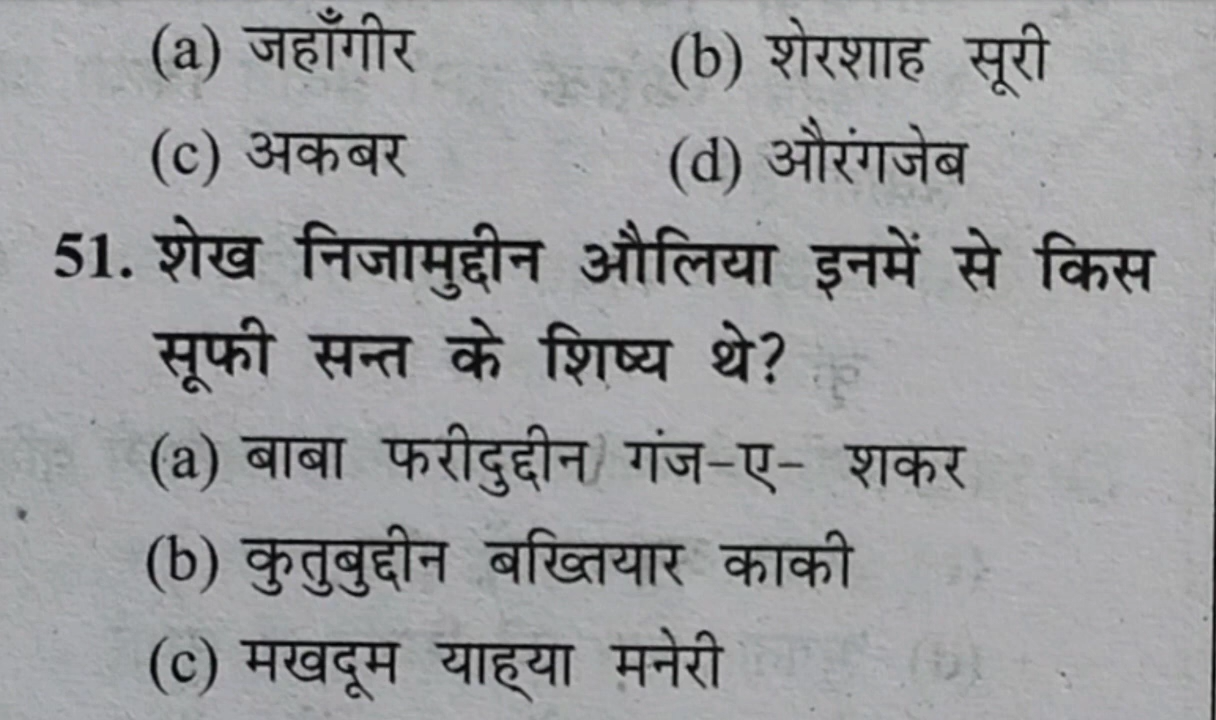 (a) जहाँगीर (b) शेरशाह सूरी
(c) अकबर (d) औरंगजेब
51. शेख निजामुद्दीन औलिया इनमें से किस
सूफी सन्त के शिष्य थे?
(a) बाबा फरीदुद्दीन गंज-ए- शकर
(b) कुतुबुद्दीन बख्तियार काकी
(c) मखदूम याह्या मनेरी